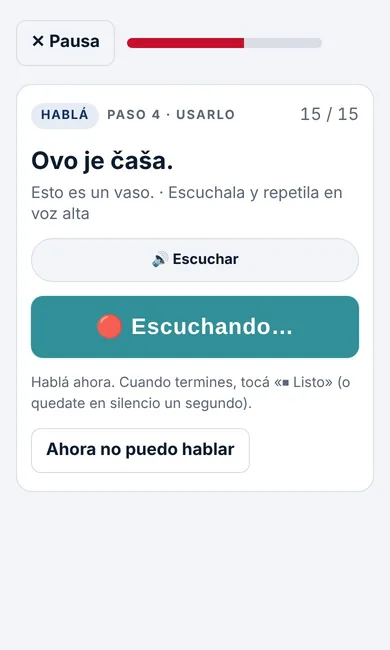 ✕ Pausa
HABLÁ PASO 4 · USARLO 15 / 15
Ovo je čaša.
Esto es un vaso. · Escuchala y repetila en
voz alta
🔊 Escuchar
🔴 Escuchando...
Hablá ahora. Cuando termines, tocá «■ Listo» (o
quedate en silencio un segundo).
Ahora no puedo hablar